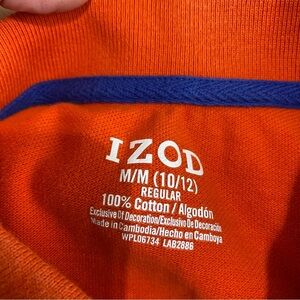 IZOD
M/M (10/12)
REGULAR
100% Cotton / Algodón
Exclusive Of Decoration/Exclusivo De Decoración
Made in Cambodia/Hecho en Camboya
WPL06734 LAB2886